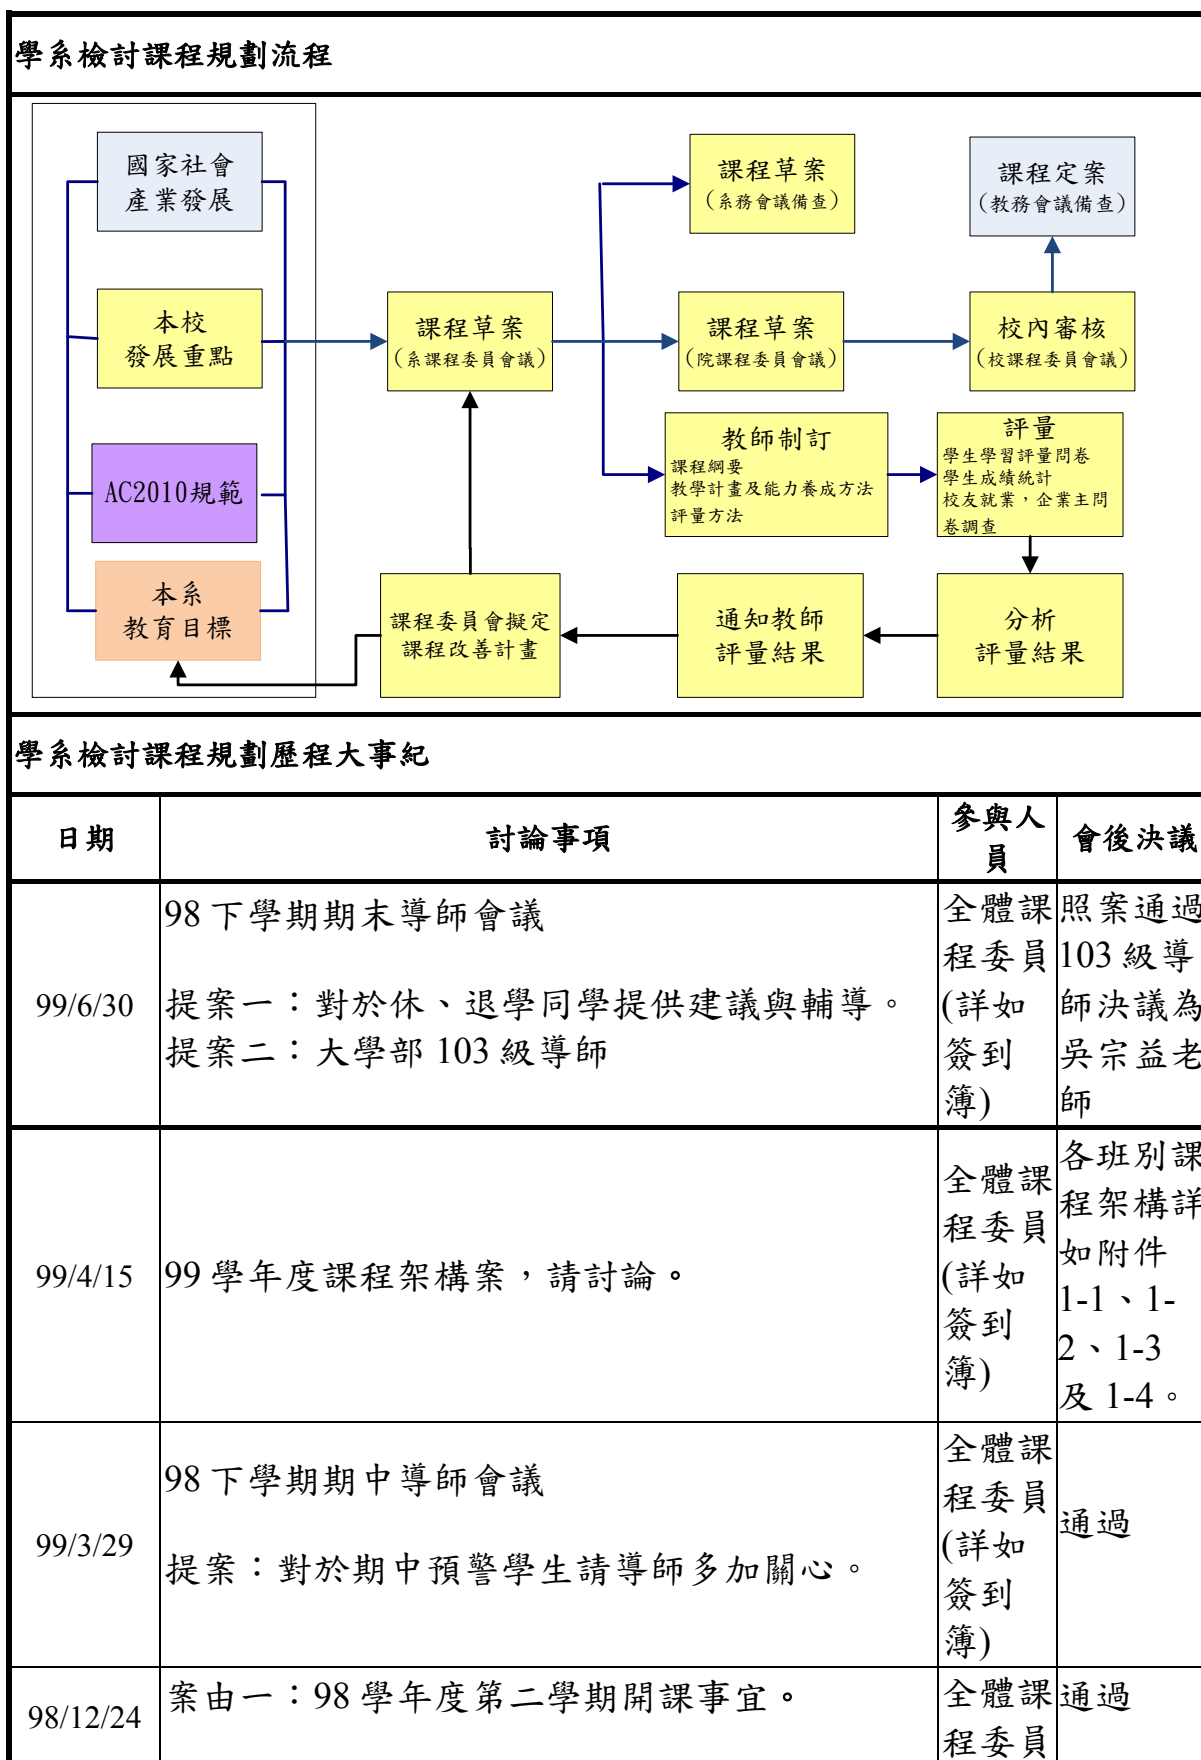 學系檢討課程規劃流程
國家社會
產業發展
本校
發展重點
AC2010規範
本系
教育目標
課程草案
(系課程委員會議)
課程草案
(系務會議備查)
課程草案
(院課程委員會議)
課程定案
(教務會議備查)
校內審核
(校課程委員會議)
教師制訂
課程綱要
教學計畫及能力養成方法
評量方法
評量
學生學習評量問卷
學生成績統計
校友就業，企業主問
卷調查
課程委員會擬定
課程改善計畫
通知教師
評量結果
分析
評量結果
學系檢討課程規劃歷程大事紀
日期
討論事項
參與人
員
會後決議
99/6/30
98 下學期期末導師會議
提案一：對於休、退學同學提供建議與輔導。
提案二：大學部 103 級導師
全體課
程委員
(詳如
簽到
簿)
照案通過
103 級導
師決議為
吳宗益老
師
99/4/15
99 學年度課程架構案，請討論。
全體課
程委員
(詳如
簽到
簿)
各班別課
程架構詳
如附件
1-1、1-
2、1-3
及 1-4。
99/3/29
98 下學期期中導師會議
提案：對於期中預警學生請導師多加關心。
全體課
程委員
(詳如
簽到
簿)
通過
98/12/24
案由一：98 學年度第二學期開課事宜。
全體課
程委員
通過